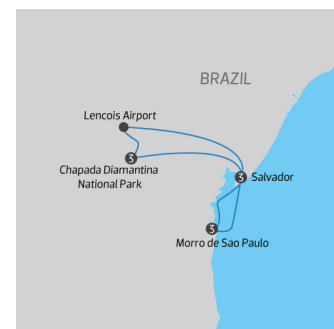 BRAZIL
Lencois Airport
3
Chapada Diamantina
National Park
3 Salvador
3
Morro de Sao Paulo